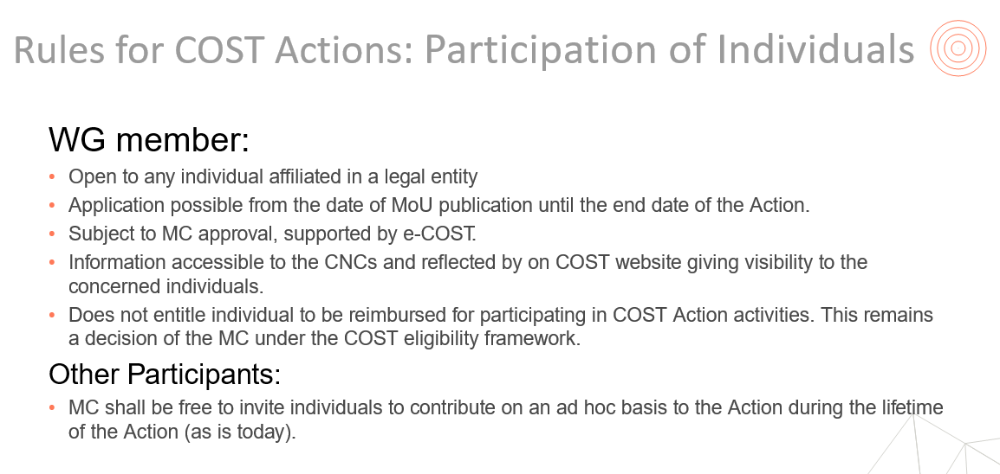 Rules for COST Actions: Participation of Individuals
WG member:
• Open to any individual affiliated in a legal entity
• Application possible from the date of MoU publication until the end date of the Action.
• Subject to MC approval, supported by e-COST.
• Information accessible to the CNCs and reflected by on COST website giving visibility to the
concerned individuals.
• Does not entitle individual to be reimbursed for participating in COST Action activities. This remains
a decision of the MC under the COST eligibility framework.
Other Participants:
• MC shall be free to invite individuals to contribute on an ad hoc basis to the Action during the lifetime
of the Action (as is today).